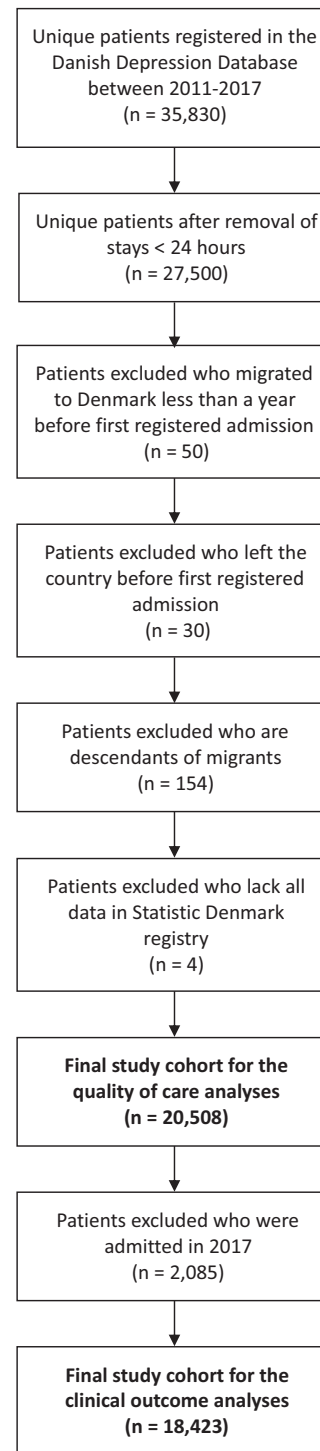 Unique patients registered in the
Danish Depression Database
between 2011-2017
(n = 35,830)
Unique patients after removal of
stays < 24 hours
(n = 27,500)
Patients excluded who migrated
to Denmark less than a year
before first registered admission
(n = 50)
Patients excluded who left the
country before first registered
admission
(n = 30)
Patients excluded who are
descendants of migrants
(n = 154)
Patients excluded who lack all
data in Statistic Denmark
registry
(n = 4)
Final study cohort for the
quality of care analyses
(n = 20,508)
Patients excluded who were
admitted in 2017
(n = 2,085)
Final study cohort for the
clinical outcome analyses
(n = 18,423)